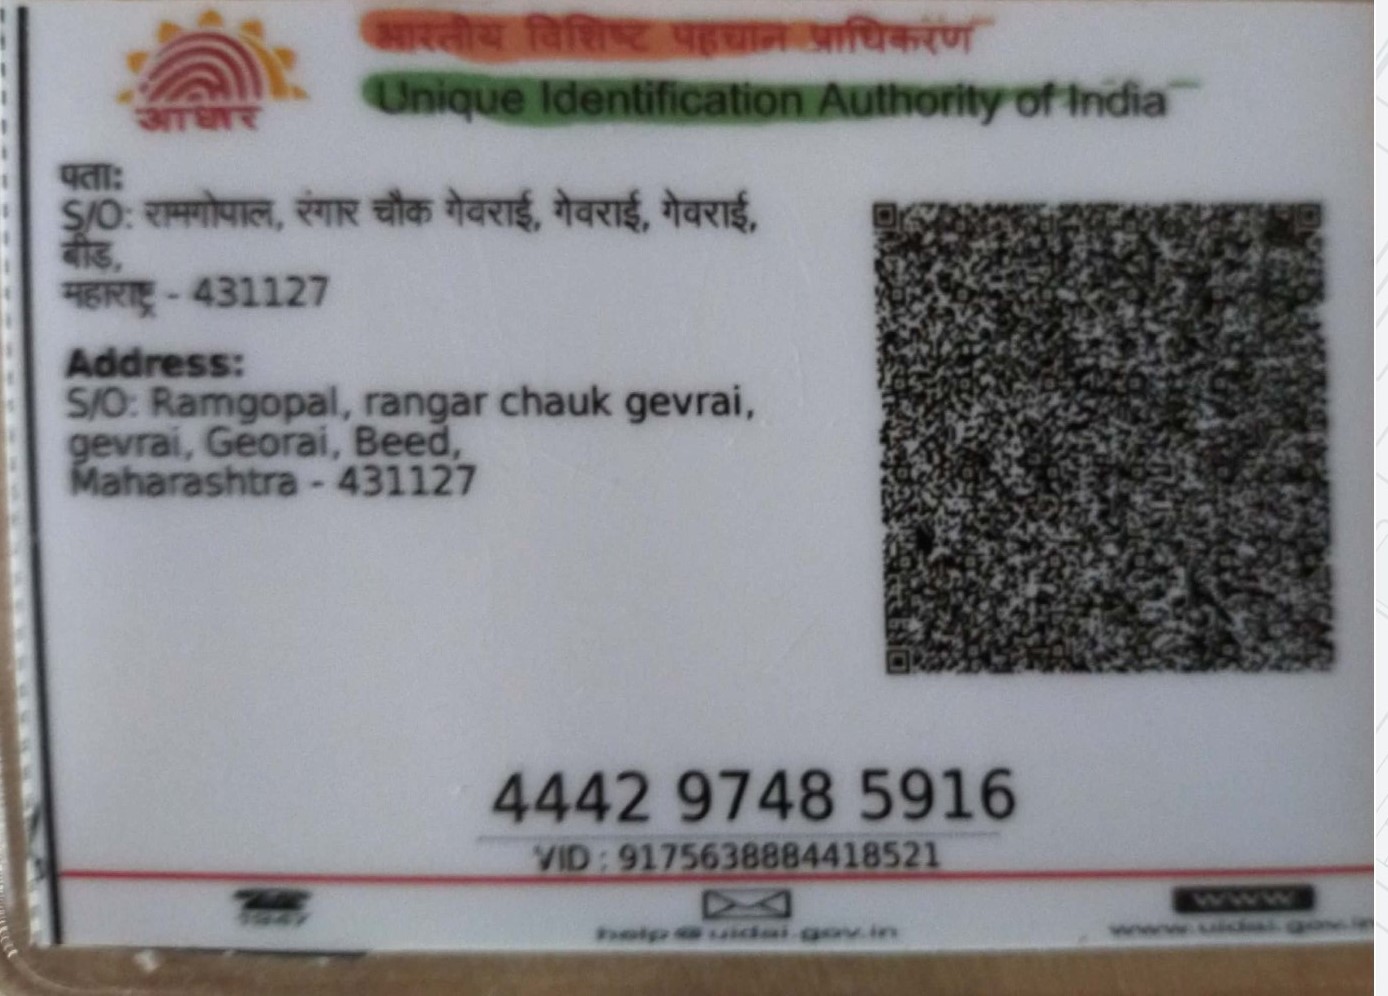 आधार
भारतीय विशिष्ट पहचान प्राधिकरण
Unique Identification Authority of India
पता:
S/O: रामगोपाल, रंगार चौक गेवराई, गेवराई, गेवराई,
बीड,
महाराष्ट्र - 431127
Address:
S/O: Ramgopal, rangar chauk gevrai,
gevrai, Georai, Beed,
Maharashtra - 431127
4442 9748 5916
VID : 9175638884418521
1947
help@uidai.gov.in
WWW
www.uidai.gov.in